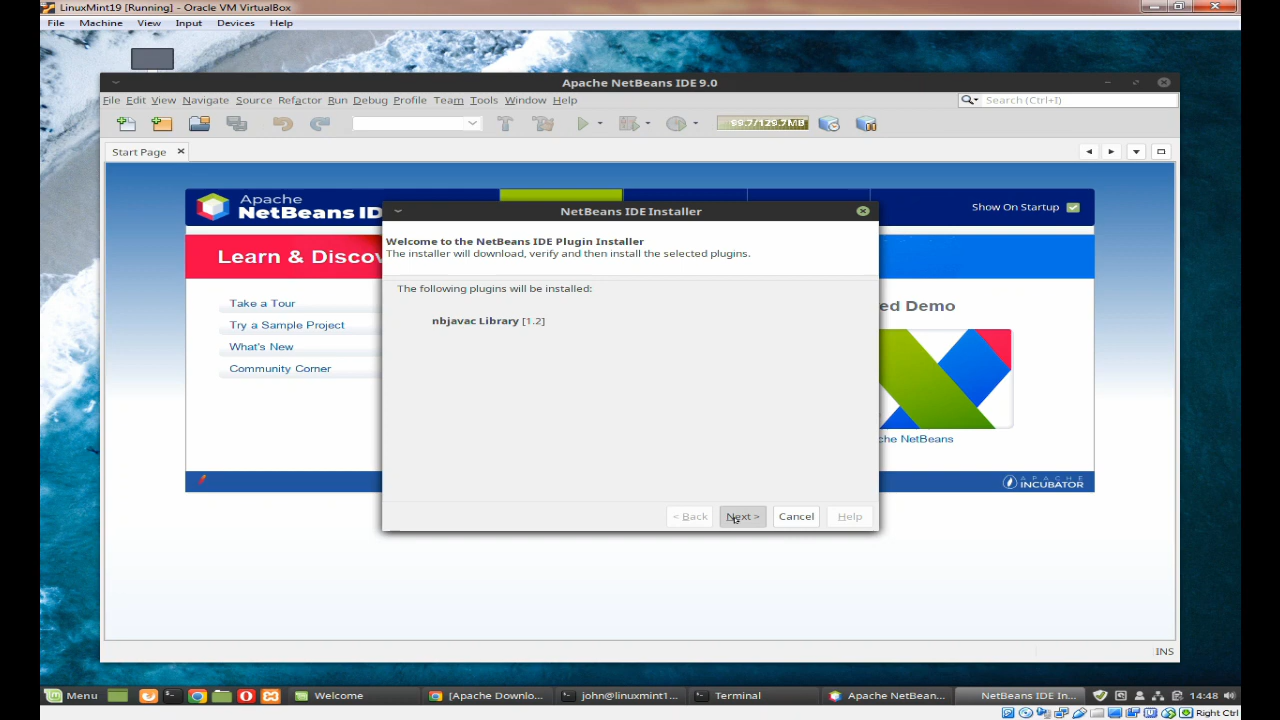 LinuxMint19 [Running] - Oracle VM VirtualBox
File Machine View Input Devices Help
Apache NetBeans IDE 9.0
File Edit View Navigate Source Refactor Run Debug Profile Team Tools Window Help
Search (Ctrl+I)
99.7/129.7MB
Start Page
Apache
NetBeans ID
Show On Startup
NetBeans IDE Installer
Welcome to the NetBeans IDE Plugin Installer
The installer will download, verify and then install the selected plugins.
Learn & Discov
The following plugins will be installed:
Take a Tour
ed Demo
nbjavac Library [1.2]
Try a Sample Project
What's New
Community Corner
che NetBeans
APACHE
INCUBATOR
< Back Next > Cancel Help
INS
Menu Welcome [Apache Downlo... john@linuxmint1... Terminal Apache NetBean... NetBeans IDE In... 14:48
Right Ctrl